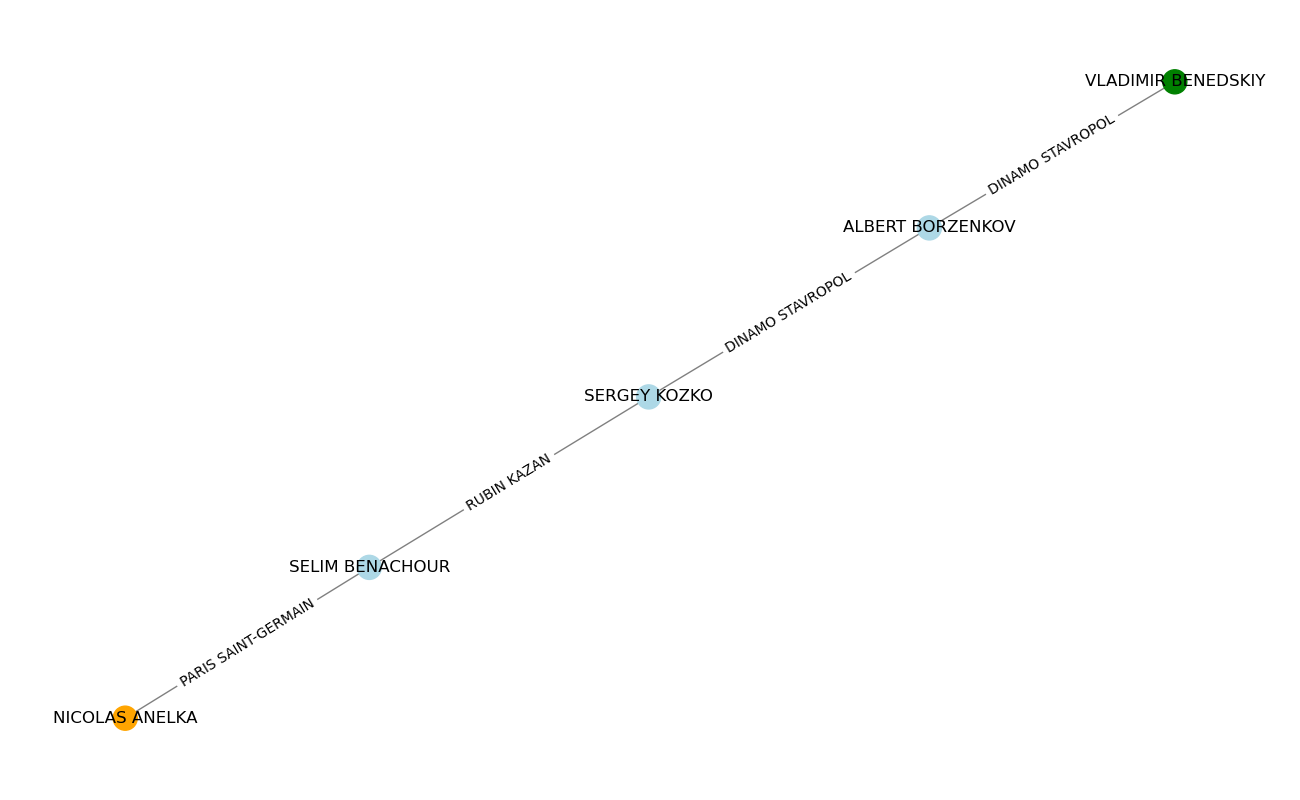 VLADIMIR BENEDSKIY
DINAMO STAVROPOL
ALBERT BORZENKOV
DINAMO STAVROPOL
SERGEY KOZKO
RUBIN KAZAN
SELIM BENACHOUR
PARIS SAINT-GERMAIN
NICOLAS ANELKA